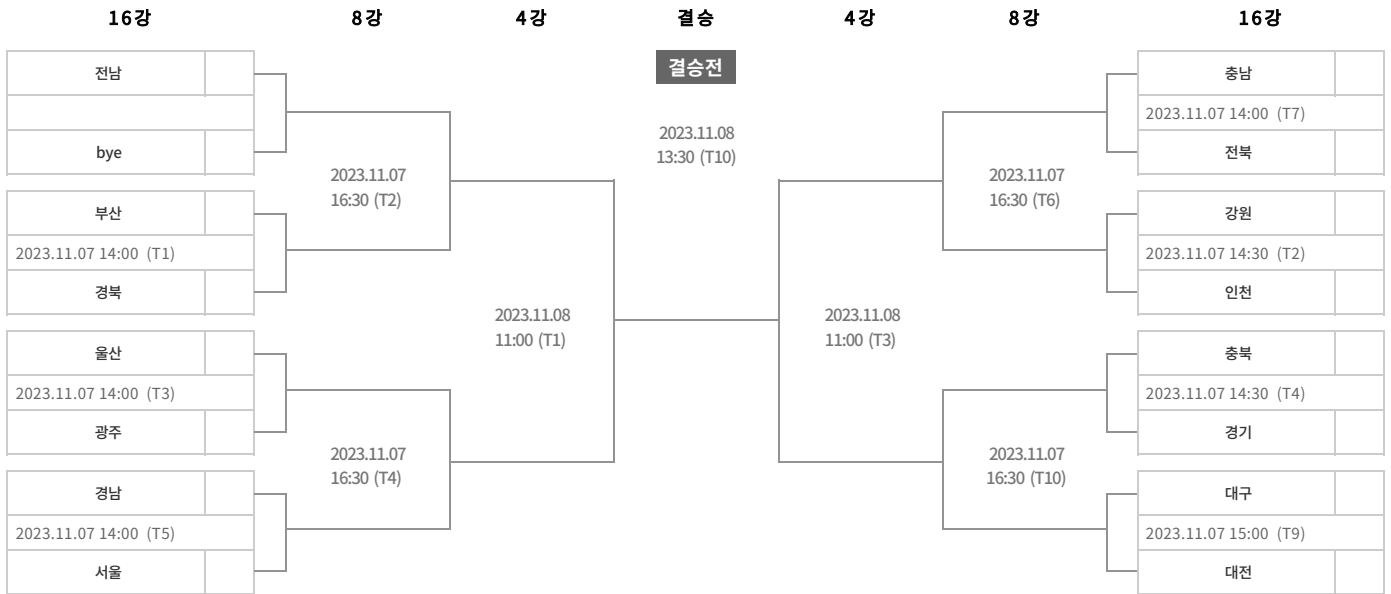 16강 8강 4강 결승 4강 8강 16강
결승전
2023.11.08
13:30 (T10)
전남
bye
부산
2023.11.07 14:00 (T1)
경북
울산
2023.11.07 14:00 (T3)
광주
경남
2023.11.07 14:00 (T5)
서울
2023.11.07
16:30 (T2)
2023.11.07
16:30 (T4)
2023.11.08
11:00 (T1)
2023.11.08
11:00 (T3)
2023.11.07
16:30 (T6)
2023.11.07
16:30 (T10)
충남
2023.11.07 14:00 (T7)
전북
강원
2023.11.07 14:30 (T2)
인천
충북
2023.11.07 14:30 (T4)
경기
대구
2023.11.07 15:00 (T9)
대전